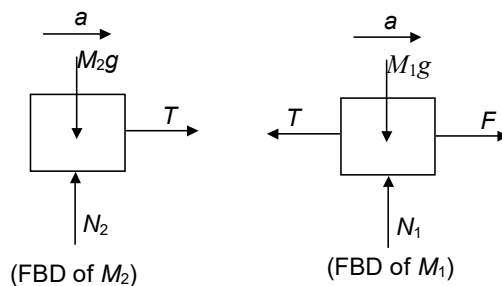 a
M₂g
T
N₂
(FBD of M₂)
a
M₁g
T
F
N₁
(FBD of M₁)